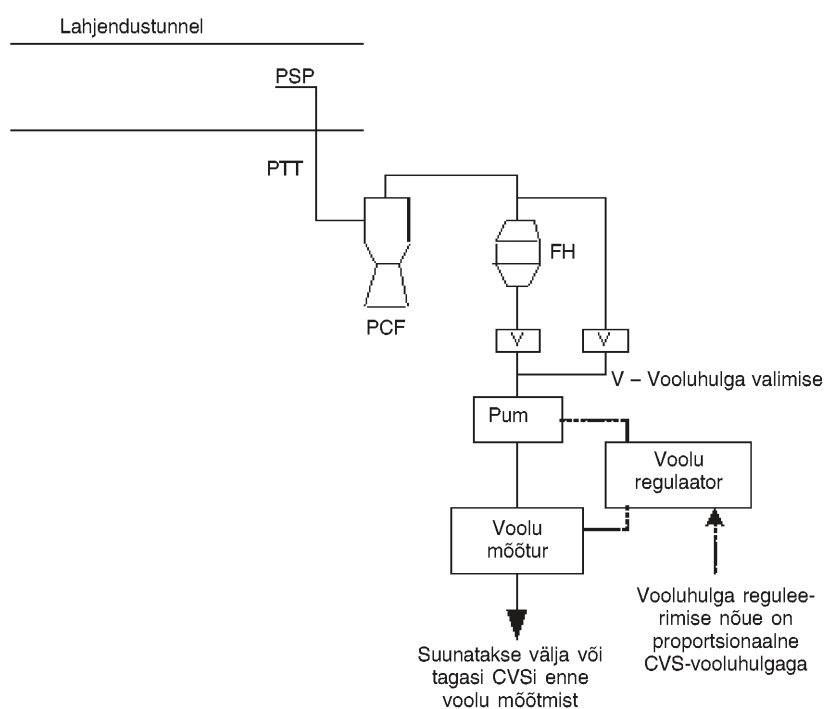 Lahjendustunnel
PSP
PTT
FH
PCF
V
V
V – Vooluhulga valimise
Pum
Voolu
regulaator
Voolu
mõõtur
Vooluhulga regulee-
rimise nõue on
proportsionaalne
CVS-vooluhulgaga
Suunatakse välja või
tagasi CVSi enne
voolu mõõtmist